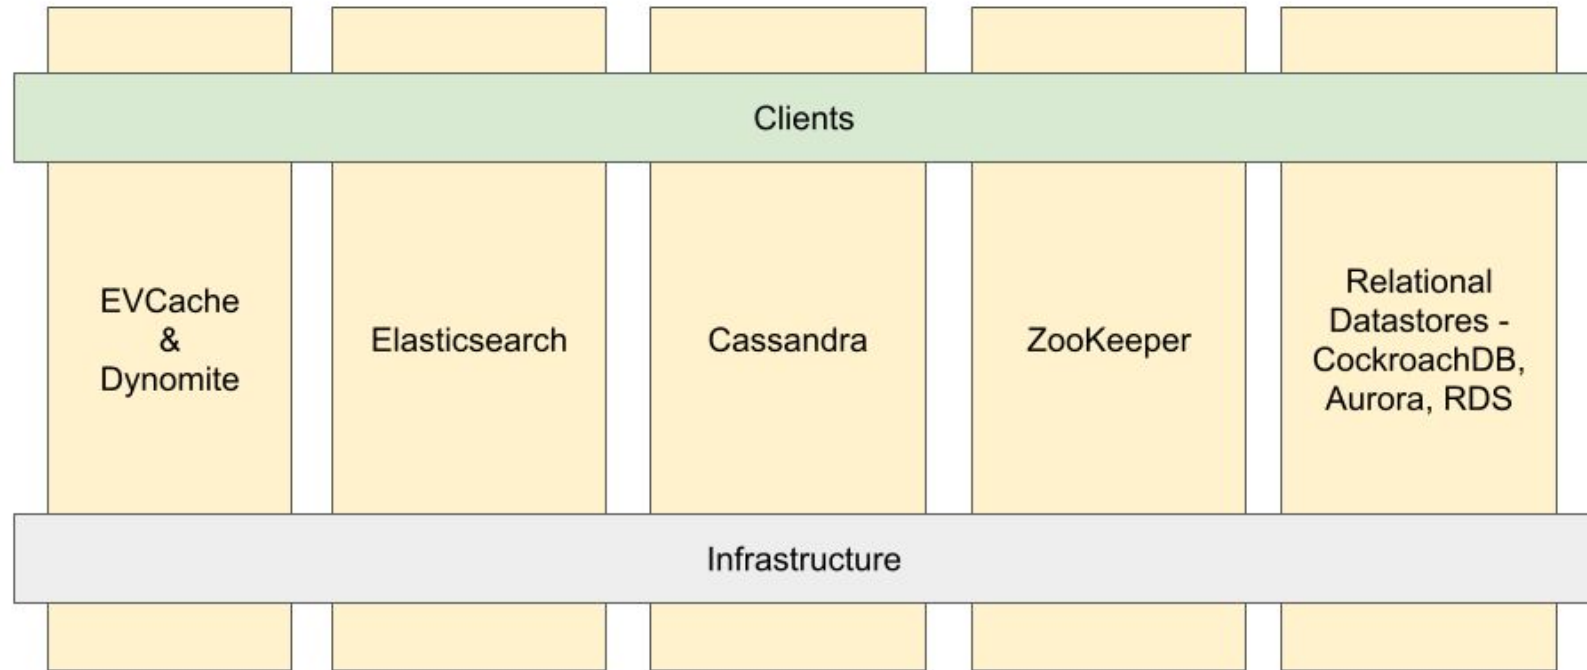 Clients
EVCache
&
Dynomite
Elasticsearch
Cassandra
ZooKeeper
Relational
Datastores -
CockroachDB,
Aurora, RDS
Infrastructure